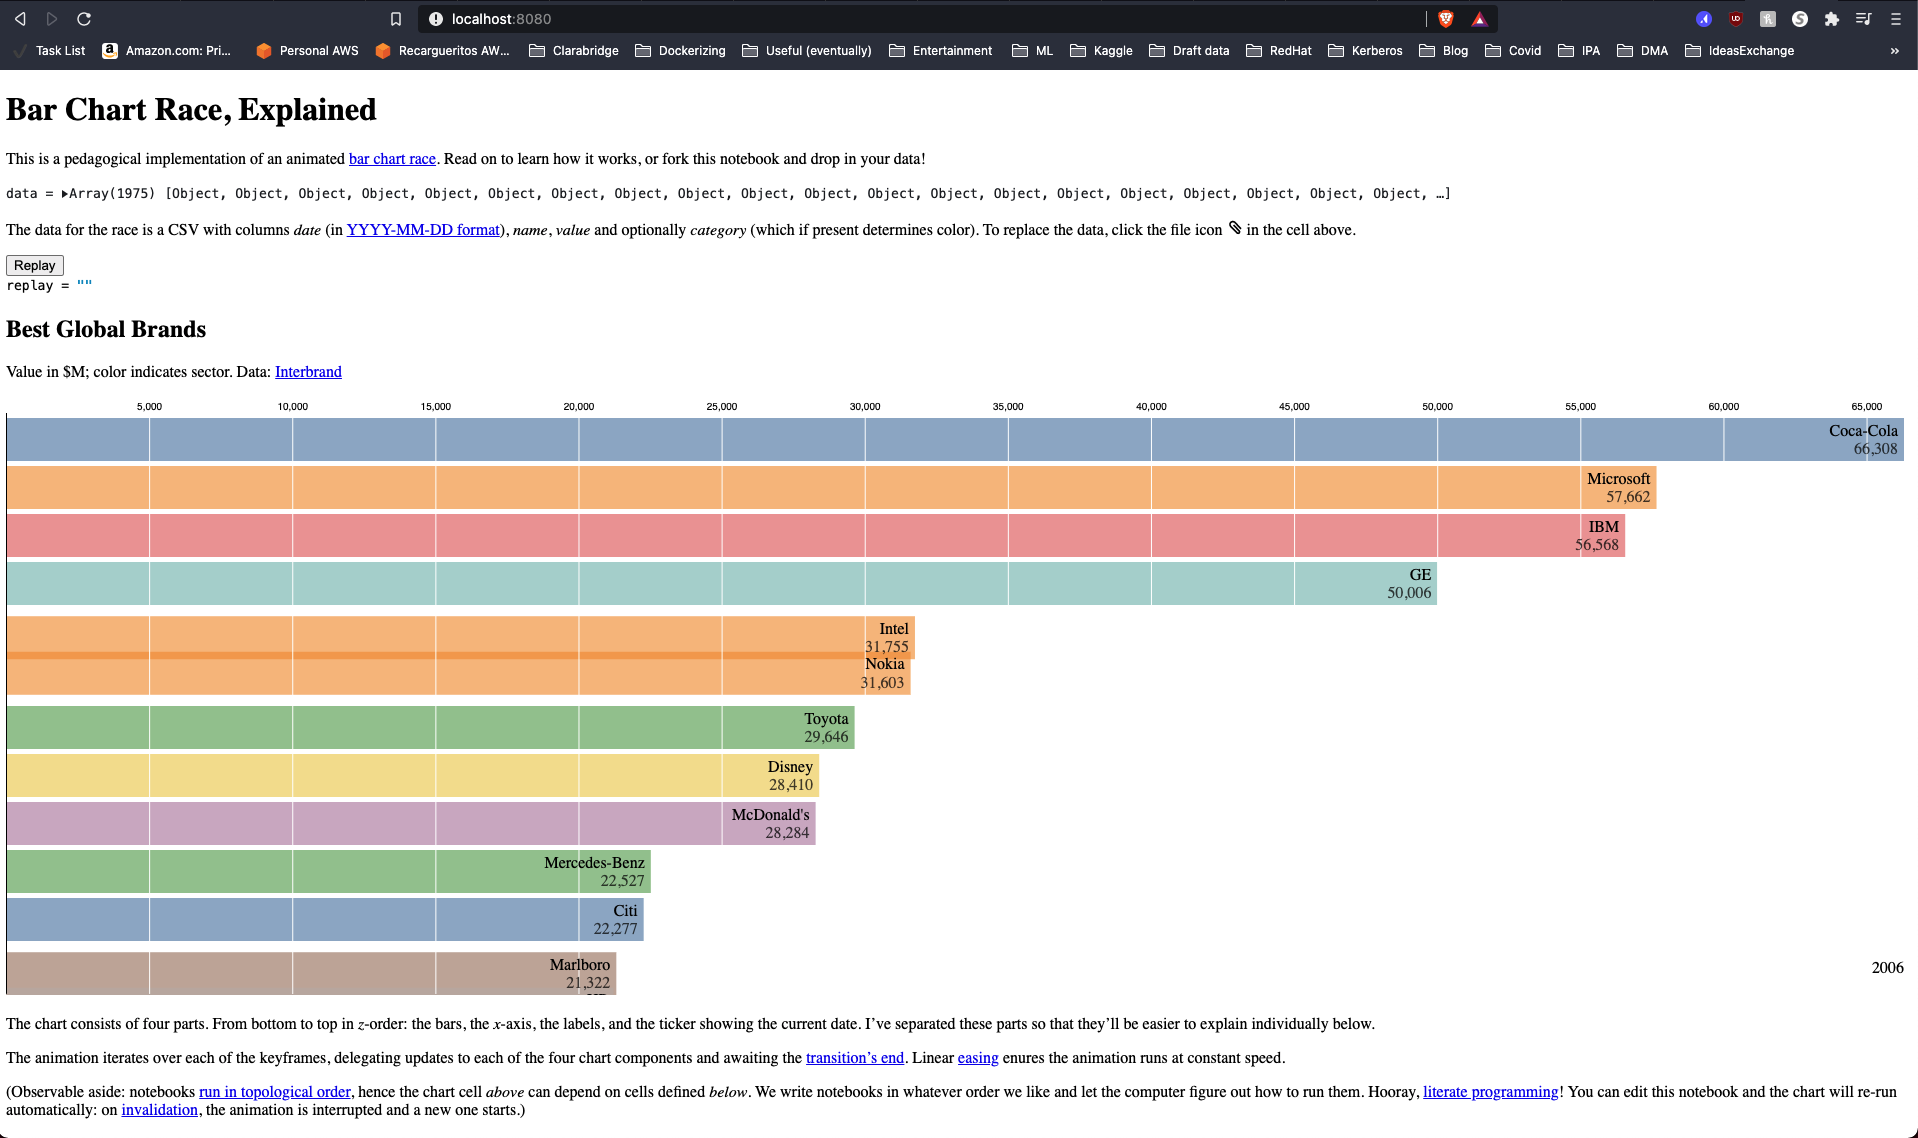 localhost:8080
Task List Amazon.com: Pri... Personal AWS Recargueritos AW... Clarabridge Dockerizing Useful (eventually) Entertainment ML Kaggle Draft data RedHat Kerberos Blog Covid IPA DMA IdeasExchange »
Bar Chart Race, Explained
This is a pedagogical implementation of an animated bar chart race. Read on to learn how it works, or fork this notebook and drop in your data!
data = ▸Array(1975) [Object, Object, Object, Object, Object, Object, Object, Object, Object, Object, Object, Object, Object, Object, Object, Object, Object, Object, Object, Object, …]
The data for the race is a CSV with columns date (in YYYY-MM-DD format), name, value and optionally category (which if present determines color). To replace the data, click the file icon in the cell above.
Replay
replay = ""
Best Global Brands
Value in $M; color indicates sector. Data: Interbrand
5,000 10,000 15,000 20,000 25,000 30,000 35,000 40,000 45,000 50,000 55,000 60,000 65,000
Coca-Cola
66,308
Microsoft
57,662
IBM
56,568
GE
50,006
Intel
31,755
Nokia
31,603
Toyota
29,646
Disney
28,410
McDonald's
28,284
Mercedes-Benz
22,527
Citi
22,277
Marlboro
21,322
2006
The chart consists of four parts. From bottom to top in z-order: the bars, the x-axis, the labels, and the ticker showing the current date. I’ve separated these parts so that they’ll be easier to explain individually below.
The animation iterates over each of the keyframes, delegating updates to each of the four chart components and awaiting the transition’s end. Linear easing enures the animation runs at constant speed.
(Observable aside: notebooks run in topological order, hence the chart cell above can depend on cells defined below. We write notebooks in whatever order we like and let the computer figure out how to run them. Hooray, literate programming! You can edit this notebook and the chart will re-run
automatically: on invalidation, the animation is interrupted and a new one starts.)